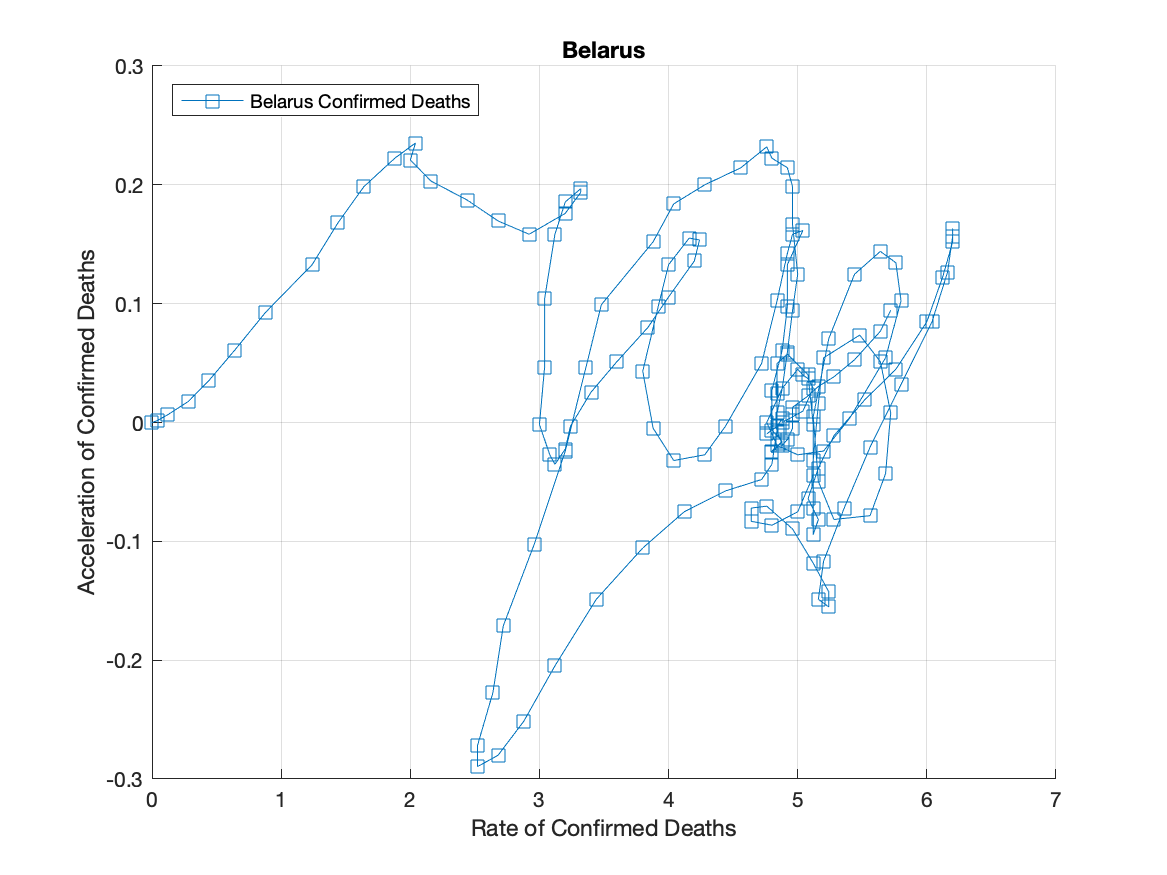 Belarus
Belarus Confirmed Deaths
Acceleration of Confirmed Deaths
0.3
0.2
0.1
0
-0.1
-0.2
-0.3
0 1 2 3 4 5 6 7
Rate of Confirmed Deaths